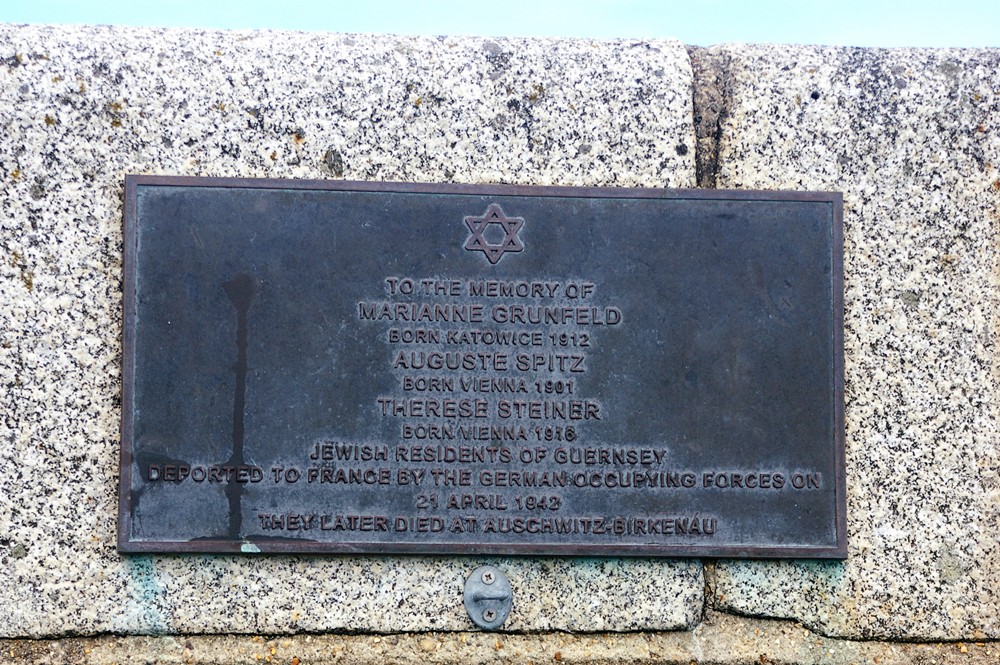 TO THE MEMORY OF
MARIANNE GRUNFELD
BORN KATOWICE 1912
AUGUSTE SPITZ
BORN VIENNA 1901
THERESE STEINER
BORN VIENNA 1916
JEWISH RESIDENTS OF GUERNSEY
DEPORTED TO FRANCE BY THE GERMAN OCCUPYING FORCES ON
21 APRIL 1942
THEY LATER DIED AT AUSCHWITZ-BIRKENAU